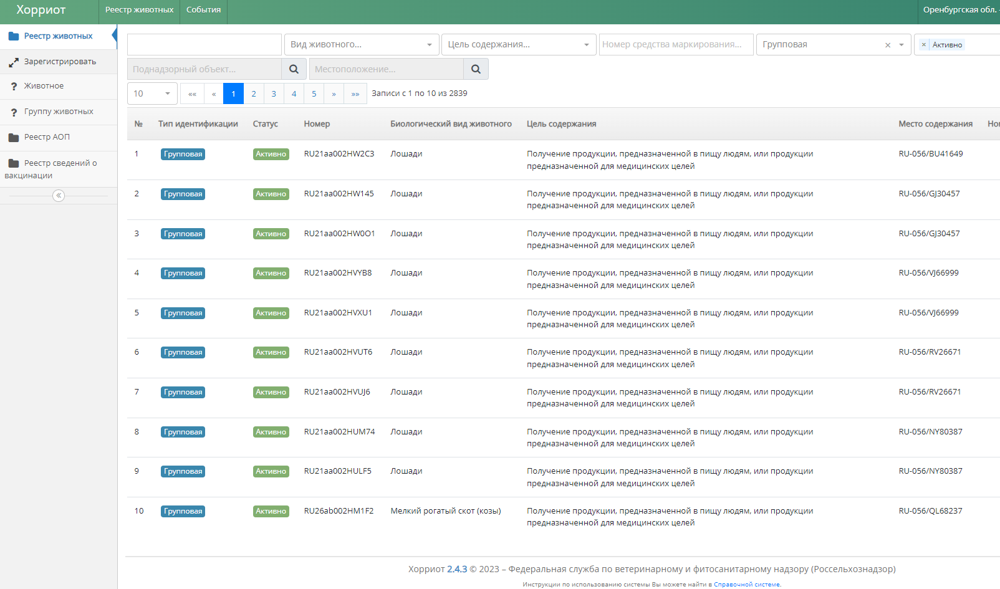 Хорриот
Реестр животных
События
Оренбургская обл.
Реестр животных
Зарегистрировать
Животное
Группу животных
Реестр АОП
Реестр сведений о
вакцинации
Вид животного...
Цель содержания...
Номер средства маркирования...
Групповая ×
× Активно
Поднадзорный объект...
Местоположение...
10
«« « 1 2 3 4 5 » »» Записи с 1 по 10 из 2839
№ Тип идентификации Статус Номер Биологический вид животного Цель содержания Место содержания
1 Групповая Активно RU21aa002HW2C3 Лошади Получение продукции, предназначенной в пищу людям, или продукции RU-056/BU41649
предназначенной для медицинских целей
2 Групповая Активно RU21aa002HW145 Лошади Получение продукции, предназначенной в пищу людям, или продукции RU-056/GJ30457
предназначенной для медицинских целей
3 Групповая Активно RU21aa002HW0O1 Лошади Получение продукции, предназначенной в пищу людям, или продукции RU-056/GJ30457
предназначенной для медицинских целей
4 Групповая Активно RU21aa002HVYB8 Лошади Получение продукции, предназначенной в пищу людям, или продукции RU-056/VJ66999
предназначенной для медицинских целей
5 Групповая Активно RU21aa002HVXU1 Лошади Получение продукции, предназначенной в пищу людям, или продукции RU-056/VJ66999
предназначенной для медицинских целей
6 Групповая Активно RU21aa002HVUT6 Лошади Получение продукции, предназначенной в пищу людям, или продукции RU-056/RV26671
предназначенной для медицинских целей
7 Групповая Активно RU21aa002HVUJ6 Лошади Получение продукции, предназначенной в пищу людям, или продукции RU-056/RV26671
предназначенной для медицинских целей
8 Групповая Активно RU21aa002HUM74 Лошади Получение продукции, предназначенной в пищу людям, или продукции RU-056/NY80387
предназначенной для медицинских целей
9 Групповая Активно RU21aa002HULF5 Лошади Получение продукции, предназначенной в пищу людям, или продукции RU-056/NY80387
предназначенной для медицинских целей
10 Групповая Активно RU26ab002HM1F2 Мелкий рогатый скот (козы) Получение продукции, предназначенной в пищу людям, или продукции RU-056/QL68237
предназначенной для медицинских целей
Хорриот 2.4.3 © 2023 – Федеральная служба по ветеринарному и фитосанитарному надзору (Россельхознадзор)
Инструкции по использованию системы Вы можете найти в Справочной системе.